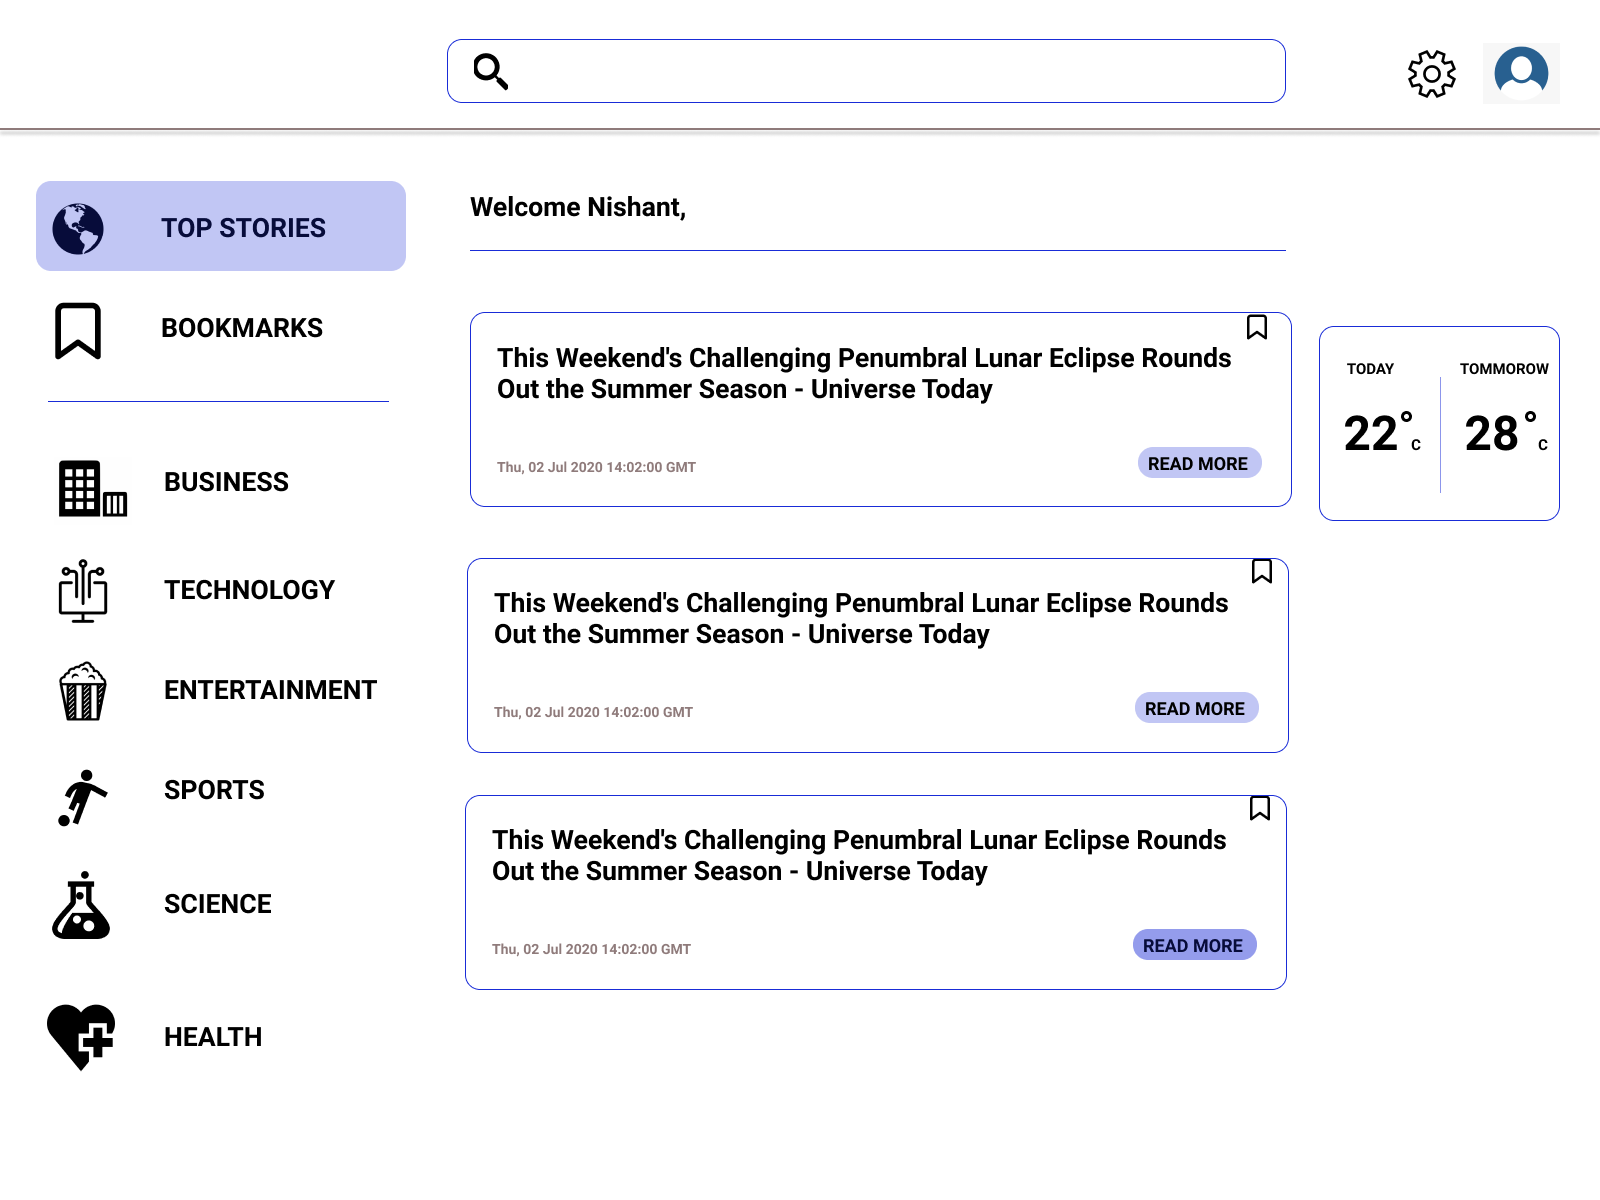 TOP STORIES
BOOKMARKS
BUSINESS
TECHNOLOGY
ENTERTAINMENT
SPORTS
SCIENCE
HEALTH
Welcome Nishant,
This Weekend's Challenging Penumbral Lunar Eclipse Rounds
Out the Summer Season - Universe Today
Thu, 02 Jul 2020 14:02:00 GMT
READ MORE
This Weekend's Challenging Penumbral Lunar Eclipse Rounds
Out the Summer Season - Universe Today
Thu, 02 Jul 2020 14:02:00 GMT
READ MORE
This Weekend's Challenging Penumbral Lunar Eclipse Rounds
Out the Summer Season - Universe Today
Thu, 02 Jul 2020 14:02:00 GMT
READ MORE
TODAY
22°C
TOMMOROW
28°C